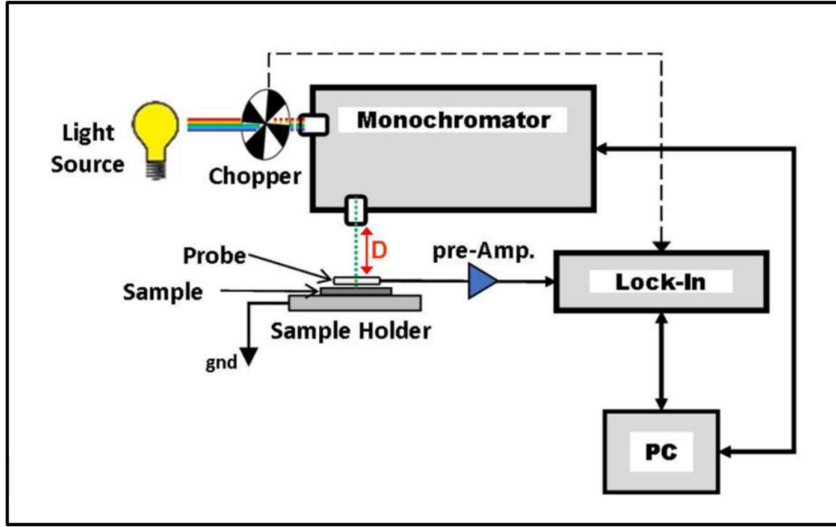 Monochromator
Light
Source
Chopper
D
Probe
pre-Amp.
Sample
Lock-In
Sample Holder
gnd
PC